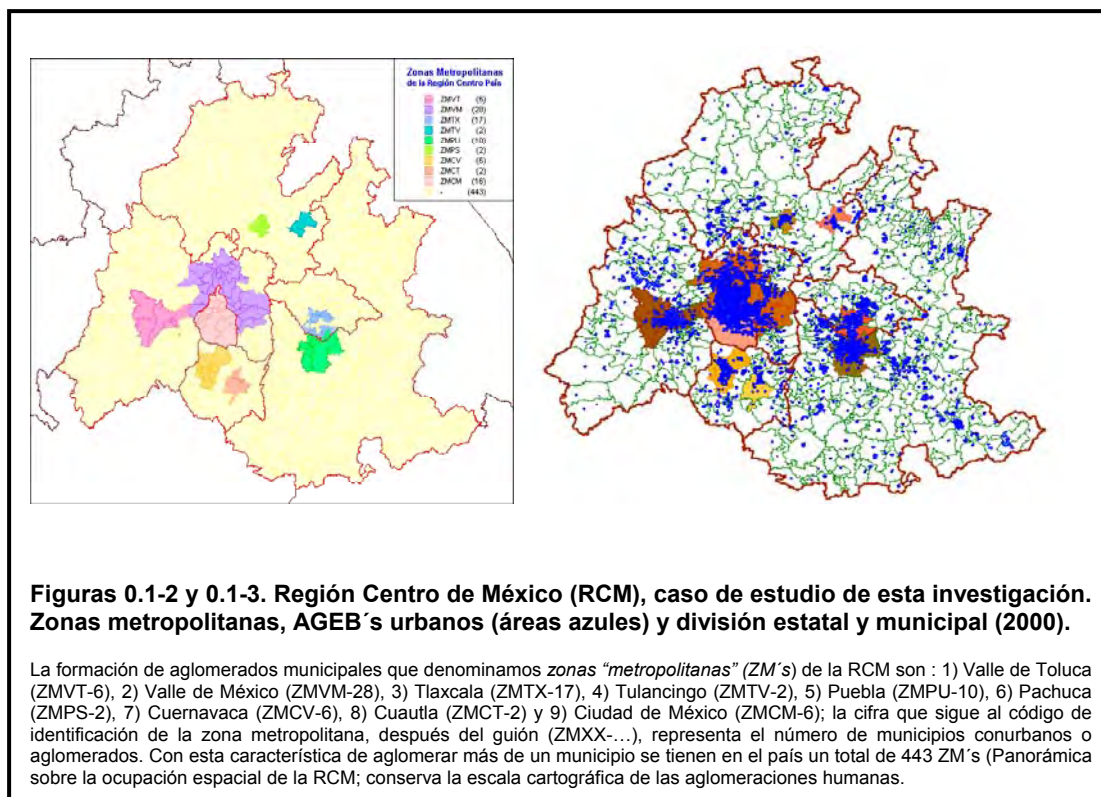 Zonas Metropolitanas
de la Región Centro País
ZMVT (6)
ZMVM (28)
ZMTX (17)
ZMTV (2)
ZMPU (10)
ZMPS (2)
ZMCV (6)
ZMCT (2)
ZMCM (16)
- (443)
Figuras 0.1-2 y 0.1-3. Región Centro de México (RCM), caso de estudio de esta investigación.
Zonas metropolitanas, AGEB´s urbanos (áreas azules) y división estatal y municipal (2000).
La formación de aglomerados municipales que denominamos zonas “metropolitanas” (ZM´s) de la RCM son : 1) Valle de Toluca
(ZMVT-6), 2) Valle de México (ZMVM-28), 3) Tlaxcala (ZMTX-17), 4) Tulancingo (ZMTV-2), 5) Puebla (ZMPU-10), 6) Pachuca
(ZMPS-2), 7) Cuernavaca (ZMCV-6), 8) Cuautla (ZMCT-2) y 9) Ciudad de México (ZMCM-6); la cifra que sigue al código de
identificación de la zona metropolitana, después del guión (ZMXX-…), representa el número de municipios conurbanos o
aglomerados. Con esta característica de aglomerar más de un municipio se tienen en el país un total de 443 ZM´s (Panorámica
sobre la ocupación espacial de la RCM; conserva la escala cartográfica de las aglomeraciones humanas.